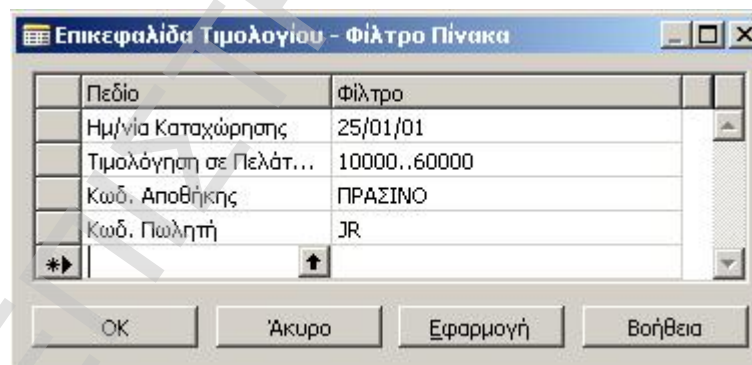 Επικεφαλίδα Τιμολογίου - Φίλτρο Πίνακα
Πεδίο Φίλτρο
Ημ/νία Καταχώρησης 25/01/01
Τιμολόγηση σε Πελάτ... 10000..60000
Κωδ. Αποθήκης ΠΡΑΣΙΝΟ
Κωδ. Πωλητή JR
OK Άκυρο Εφαρμογή Βοήθεια